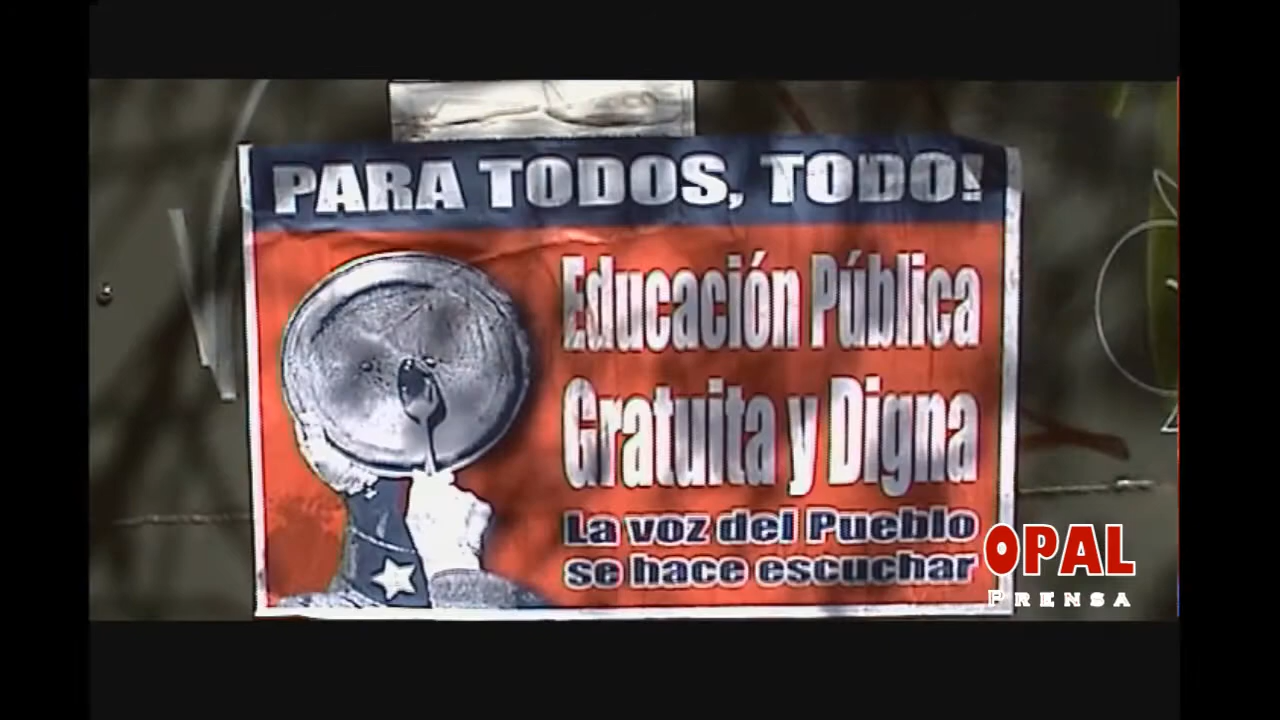 PARA TODOS, TODO!
Educación Pública
Gratuita y Digna
La voz del Pueblo
se hace escuchar
OPAL
PRENSA